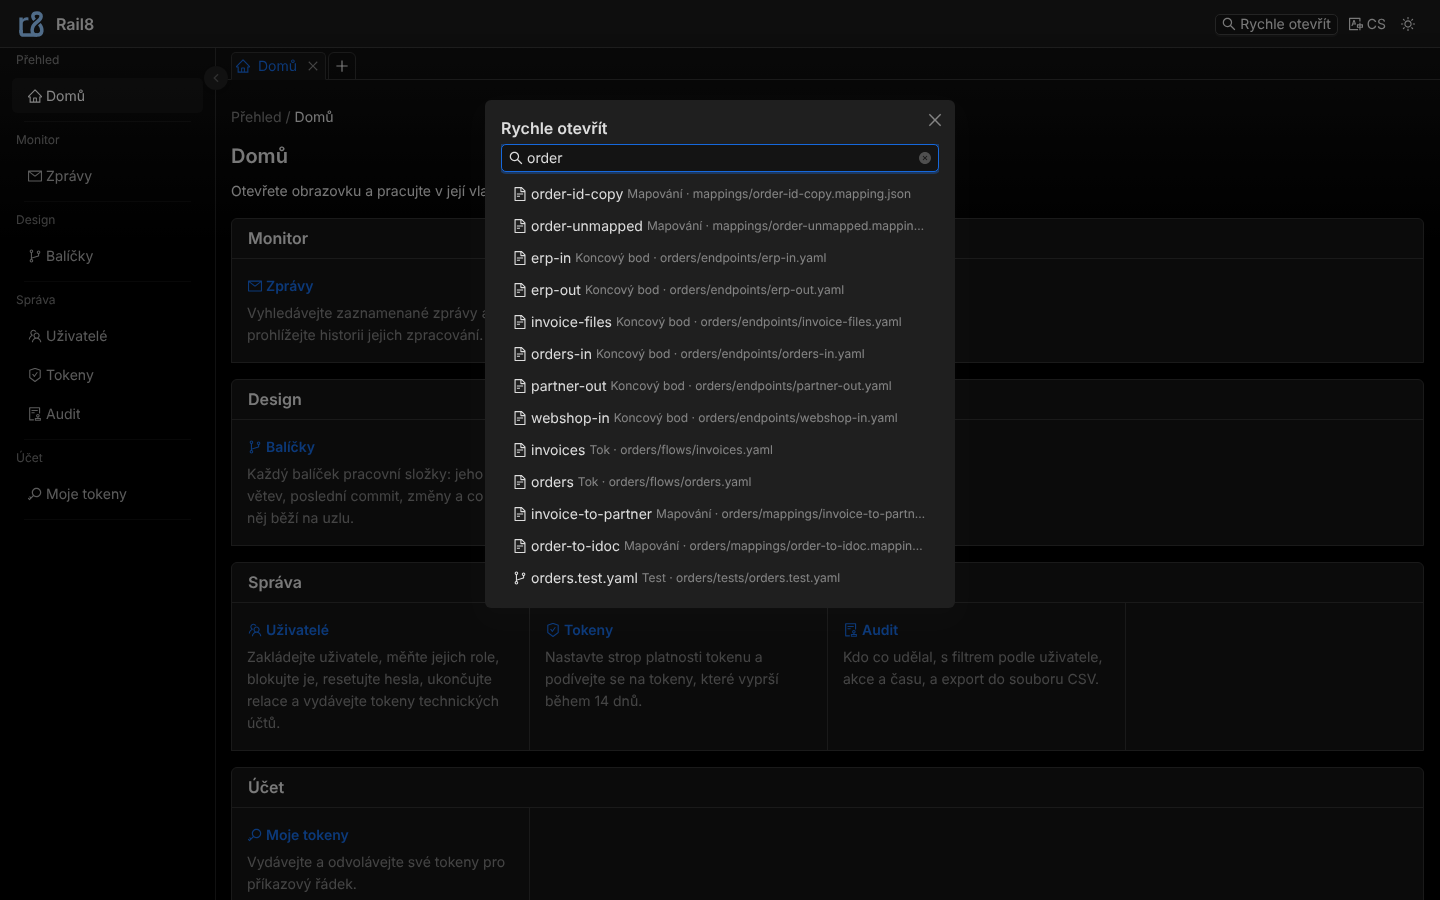 r8 Rail8
Rychle otevřít
CS
Přehled
Domů
Monitor
Zprávy
Design
Balíčky
Správa
Uživatelé
Tokeny
Audit
Účet
Moje tokeny
Domů
Přehled / Domů
Domů
Otevřete obrazovku a pracujte v její
Monitor
Zprávy
Vyhledávejte zaznamenané zprávy
prohlížejte historii jejich zpracování.
Design
Balíčky
Každý balíček pracovní složky: jeho
větev, poslední commit, změny a co
něj běží na uzlu.
Správa
Uživatelé
Zakládejte uživatele, měňte jejich role,
blokujte je, resetujte hesla, ukončujte
relace a vydávejte tokeny technických
účtů.
Tokeny
Nastavte strop platnosti tokenu a
podívejte se na tokeny, které vyprší
během 14 dnů.
Audit
Kdo co udělal, s filtrem podle uživatele,
akce a času, a export do souboru CSV.
Účet
Moje tokeny
Vydávejte a odvolávejte své tokeny pro
příkazový řádek.
Rychle otevřít
order
order-id-copy Mapování · mappings/order-id-copy.mapping.json
order-unmapped Mapování · mappings/order-unmapped.mappin...
erp-in Koncový bod · orders/endpoints/erp-in.yaml
erp-out Koncový bod · orders/endpoints/erp-out.yaml
invoice-files Koncový bod · orders/endpoints/invoice-files.yaml
orders-in Koncový bod · orders/endpoints/orders-in.yaml
partner-out Koncový bod · orders/endpoints/partner-out.yaml
webshop-in Koncový bod · orders/endpoints/webshop-in.yaml
invoices Tok · orders/flows/invoices.yaml
orders Tok · orders/flows/orders.yaml
invoice-to-partner Mapování · orders/mappings/invoice-to-partn...
order-to-idoc Mapování · orders/mappings/order-to-idoc.mappin...
orders.test.yaml Test · orders/tests/orders.test.yaml